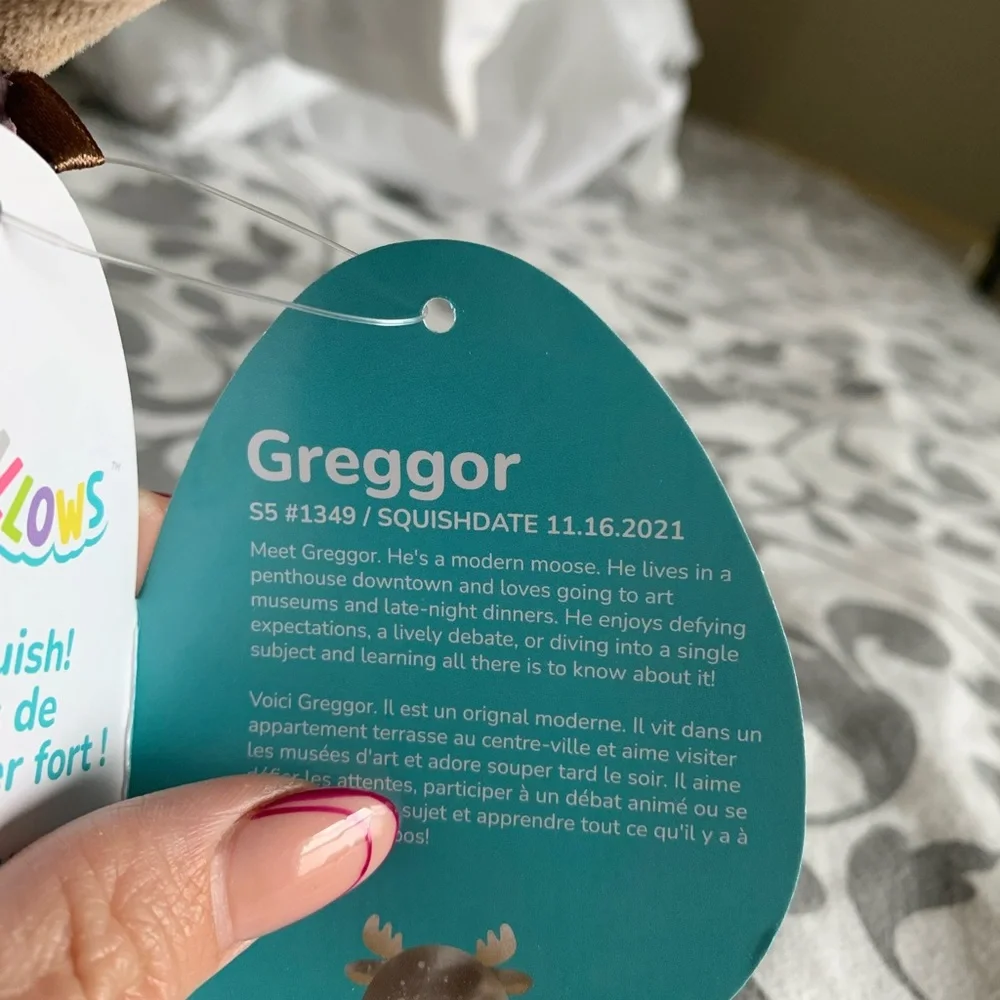 LLOWS™
uish!
de
er fort !
Greggor
S5 #1349 / SQUISHDATE 11.16.2021
Meet Greggor. He's a modern moose. He lives in a
penthouse downtown and loves going to art
museums and late-night dinners. He enjoys defying
expectations, a lively debate, or diving into a single
subject and learning all there is to know about it!
Voici Greggor. Il est un orignal moderne. Il vit dans un
appartement terrasse au centre-ville et aime visiter
les musées d'art et adore souper tard le soir. Il aime
défier les attentes, participer à un débat animé ou se
sujet et apprendre tout ce qu'il y a à
pos!